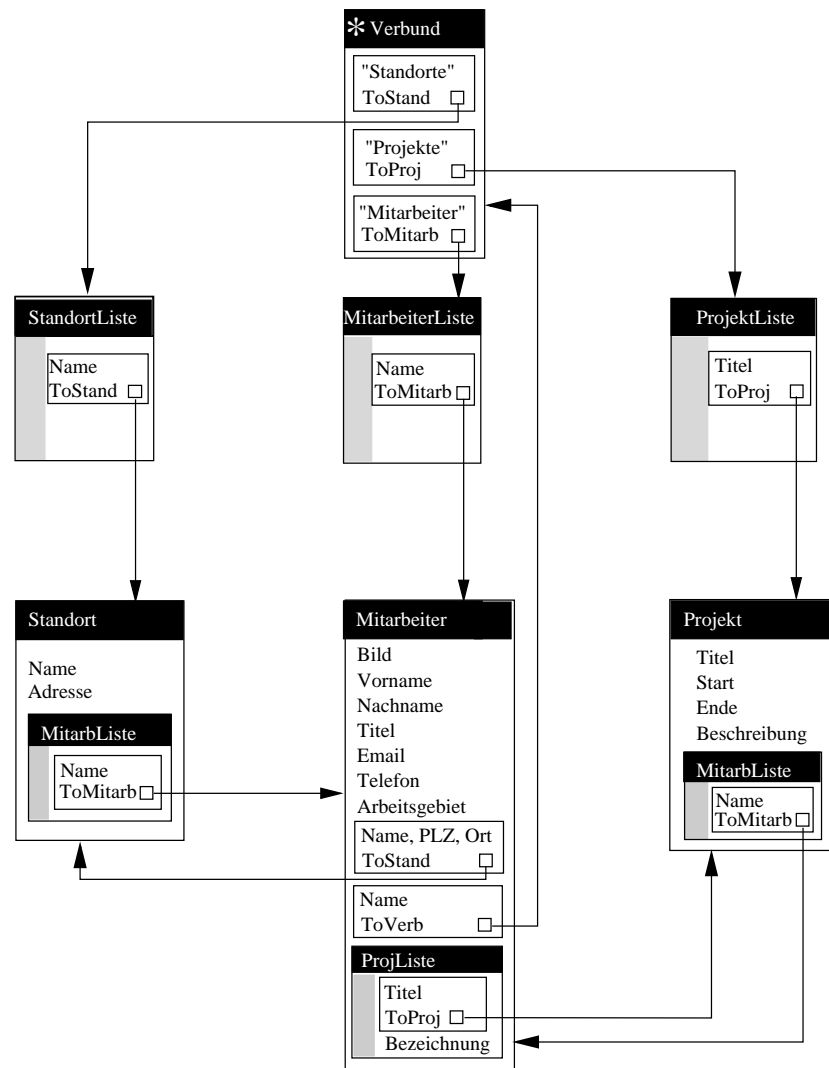 * Verbund
"Standorte"
ToStand
"Projekte"
ToProj
"Mitarbeiter"
ToMitarb
StandortListe
Name
ToStand
MitarbeiterListe
Name
ToMitarb
ProjektListe
Titel
ToProj
Standort
Name
Adresse
MitarbListe
Name
ToMitarb
Mitarbeiter
Bild
Vorname
Nachname
Titel
Email
Telefon
Arbeitsgebiet
Name, PLZ, Ort
ToStand
Name
ToVerb
ProjListe
Titel
ToProj
Bezeichnung
Projekt
Titel
Start
Ende
Beschreibung
MitarbListe
Name
ToMitarb